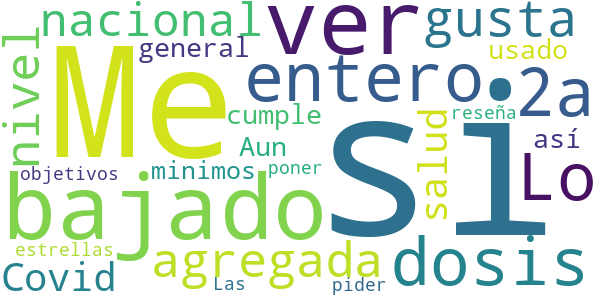 nacional ver gusta
general usado
nivel Me entero 2a
cumple si reseña
Aun salud así
objetivos minimos poner Lo
bajado
estrellas agregada dosis
Covid Las pider